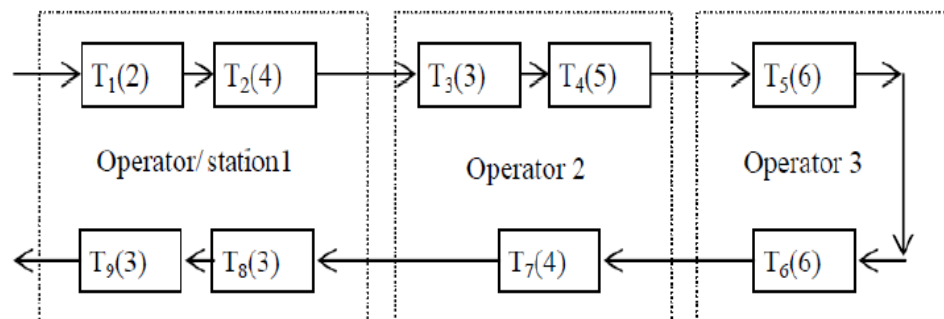 T₁(2) T₂(4) T₃(3) T₄(5) T₅(6)
Operator/ station1 Operator 2 Operator 3
T₉(3) T₈(3) T₇(4) T₆(6)